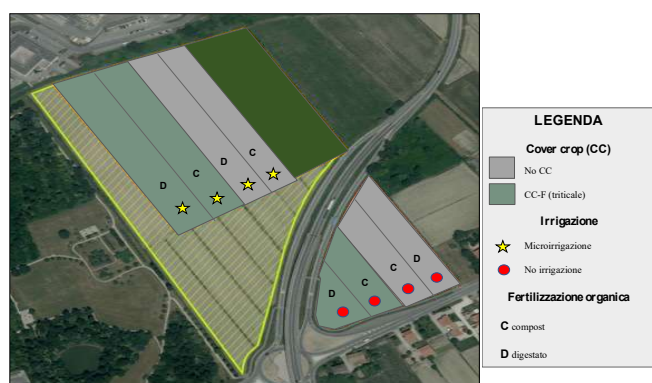 D
C
D
C
D
C
C
D
LEGENDA
Cover crop (CC)
No CC
CC-F (triticale)
Irrigazione
Microirrigazione
No irrigazione
Fertilizzazione organica
C compost
D digestato